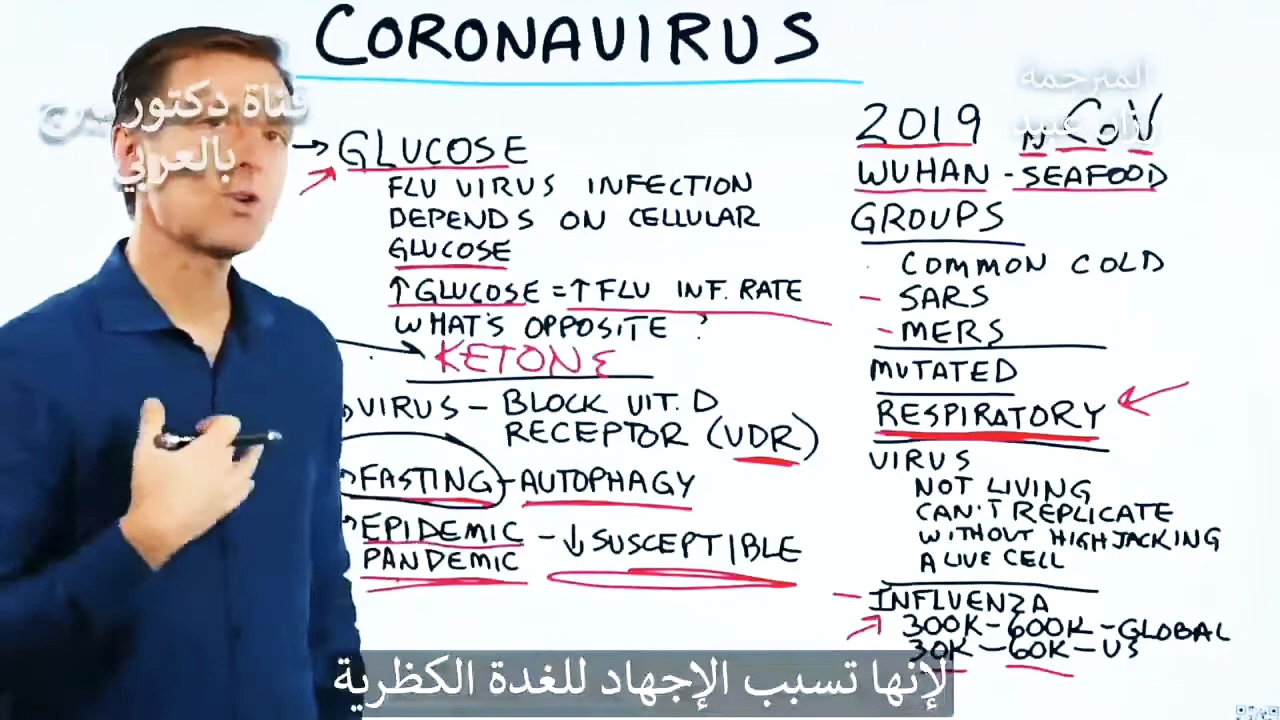 CORONAVIRUS
قناة دكتور بيرج
بالعربي
المترجمة
→ GLUCOSE
FLU VIRUS INFECTION
DEPENDS ON CELLULAR
GLUCOSE
↑ GLUCOSE = ↑ FLU INF. RATE
WHAT'S OPPOSITE ?
KETONE
VIRUS - BLOCK VIT. D
RECEPTOR (VDR)
FASTING - AUTOPHAGY
EPIDEMIC - ↓ SUSCEPTIBLE
PANDEMIC
2019 nCoV
WUHAN - SEAFOOD
GROUPS
COMMON COLD
- SARS
- MERS
MUTATED
RESPIRATORY
VIRUS
NOT LIVING
CAN'T REPLICATE
WITHOUT HIGHJACKING
A LIVE CELL
- INFLUENZA
300K - 600K - GLOBAL
30K - 60K - US
لإنها تسبب الإجهاد للغدة الكظرية